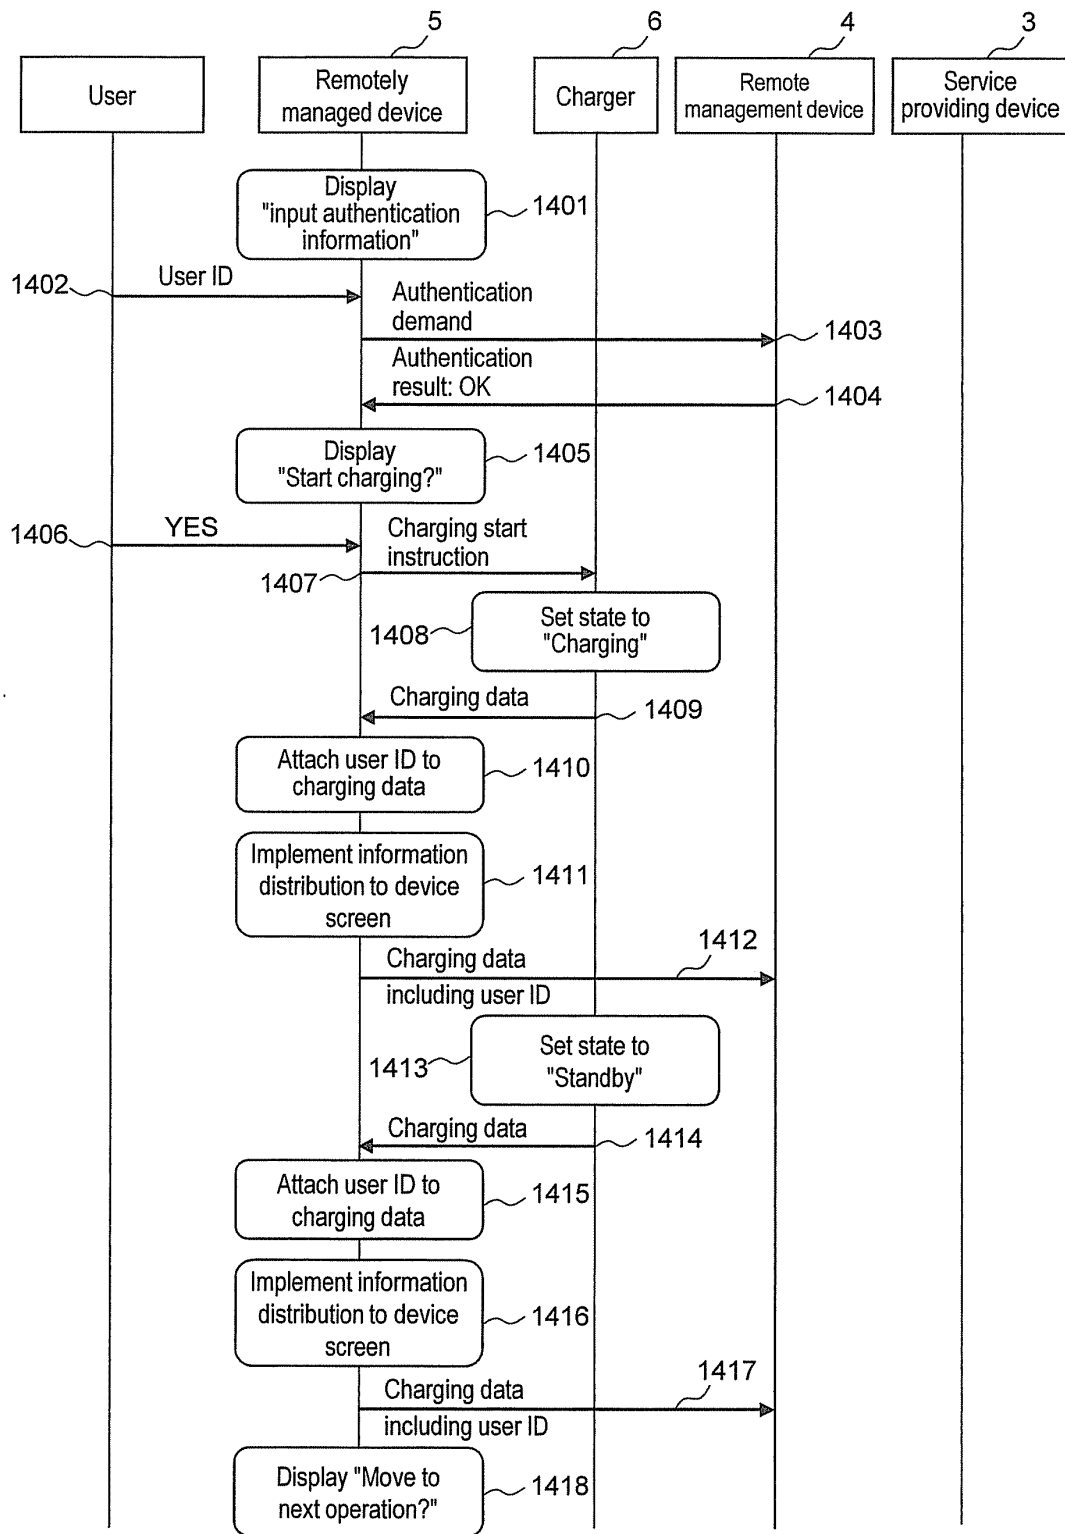 5
6
4
3
User
Remotely
managed device
Charger
Remote
management device
Service
providing device
Display
"input authentication
information"
1401
1402
User ID
Authentication
demand
1403
Authentication
result: OK
1404
Display
"Start charging?"
1405
1406
YES
Charging start
instruction
1407
Set state to
"Charging"
1408
Charging data
1409
Attach user ID to
charging data
1410
Implement information
distribution to device
screen
1411
1412
Charging data
including user ID
Set state to
"Standby"
1413
Charging data
1414
Attach user ID to
charging data
1415
Implement information
distribution to device
screen
1416
1417
Charging data
including user ID
Display "Move to
next operation?"
1418